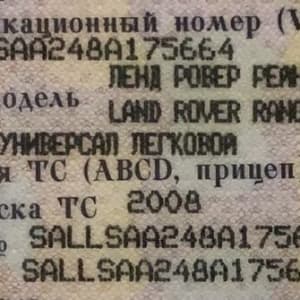 кационный номер (V
SAA248A175664
ЛЕНД РОВЕР РЕЙН
модель
LAND ROVER RANG
УНИВЕРСАЛ ЛЕГКОВОЙ
я ТС (ABCD, прицеп
ска ТС 2008
SALLSAA248A1756
SALLSAA248A1756